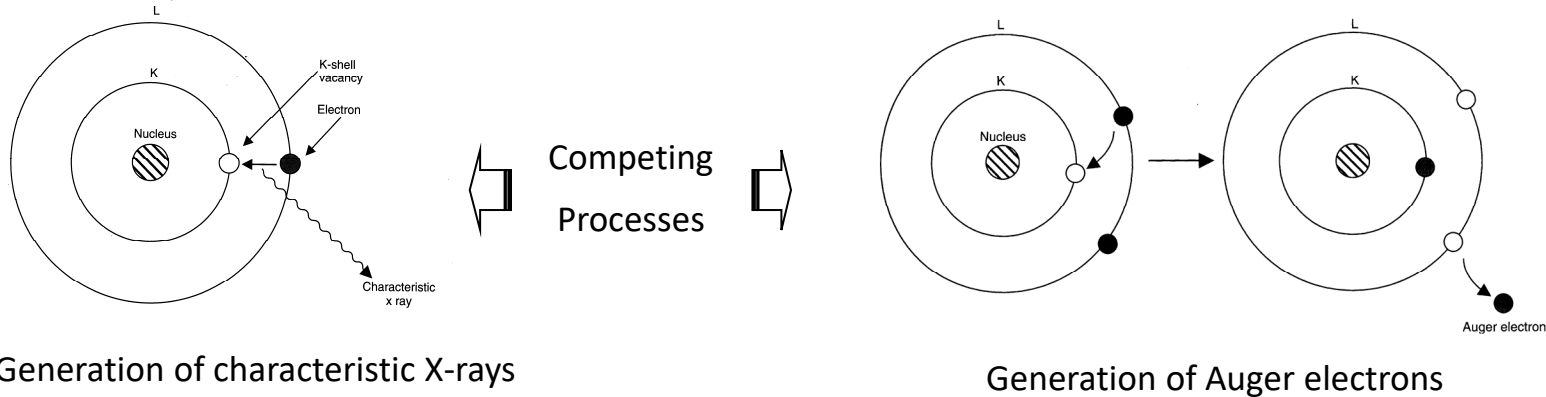 L
K
K-shell
vacancy
Electron
Nucleus
Characteristic
x ray
Generation of characteristic X-rays
Competing
Processes
L
K
Nucleus
L
K
Auger electron
Generation of Auger electrons